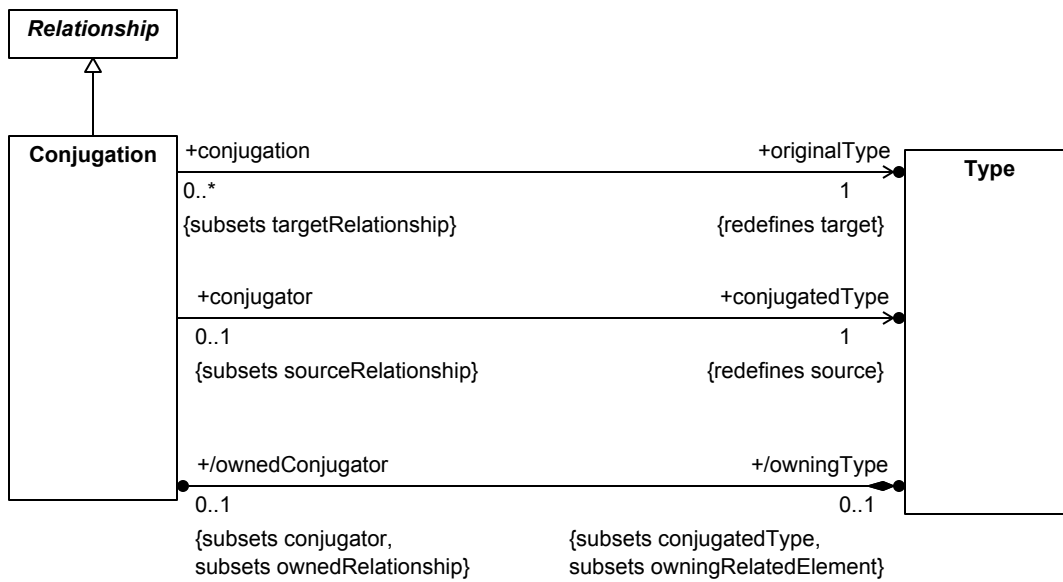 Relationship
Conjugation
Type
+conjugation
+originalType
0..*
1
{subsets targetRelationship}
{redefines target}
+conjugator
+conjugatedType
0..1
1
{subsets sourceRelationship}
{redefines source}
+/ownedConjugator
+/owningType
0..1
0..1
{subsets conjugator,
subsets ownedRelationship}
{subsets conjugatedType,
subsets owningRelatedElement}